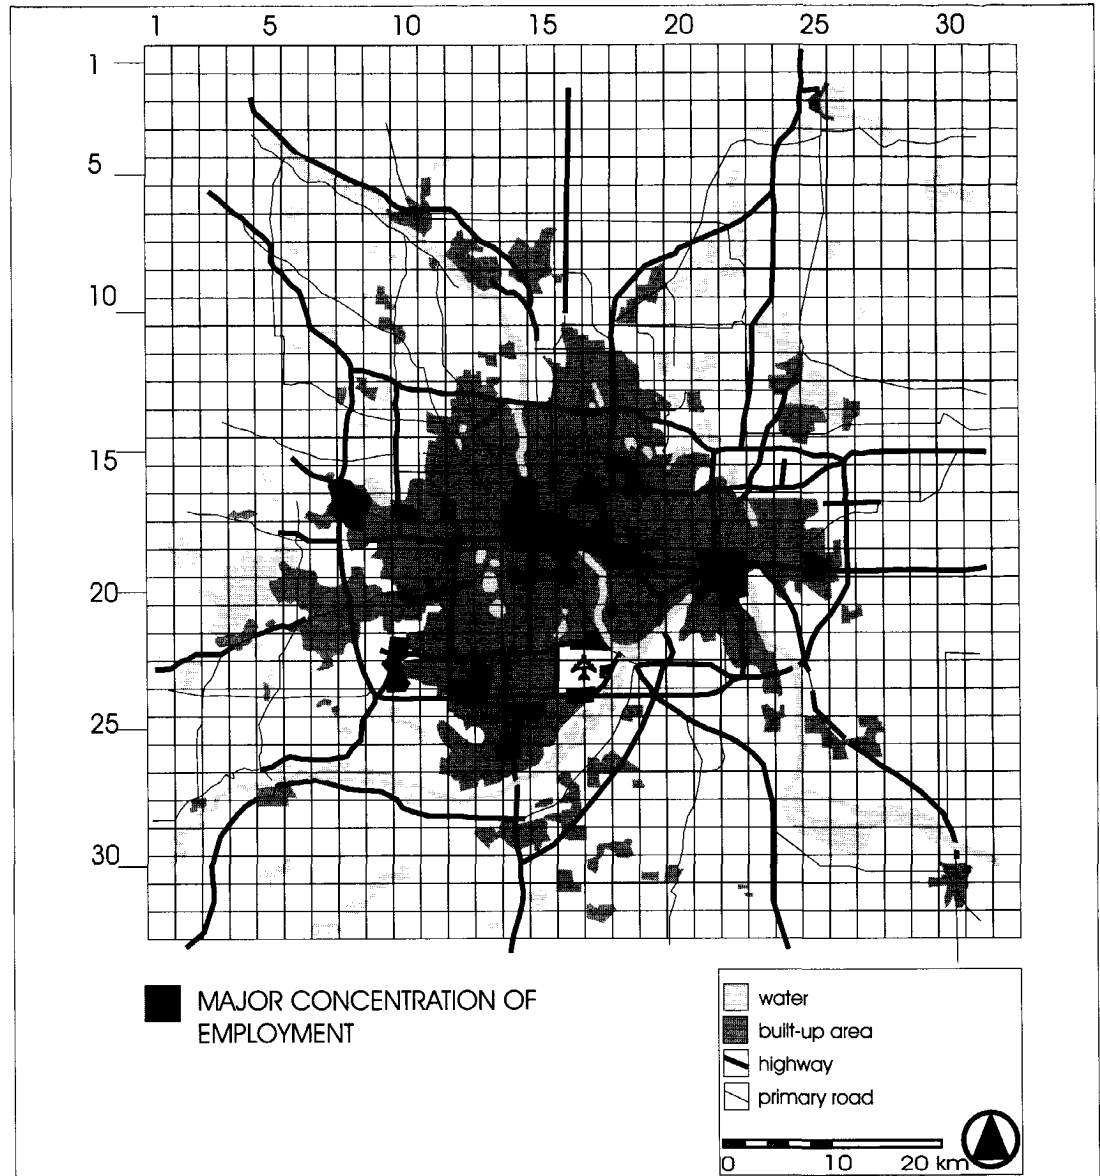 1 5 10 15 20 25 30
1
5
10
15
20
25
30
MAJOR CONCENTRATION OF
EMPLOYMENT
water
built-up area
highway
primary road
0 10 20 km